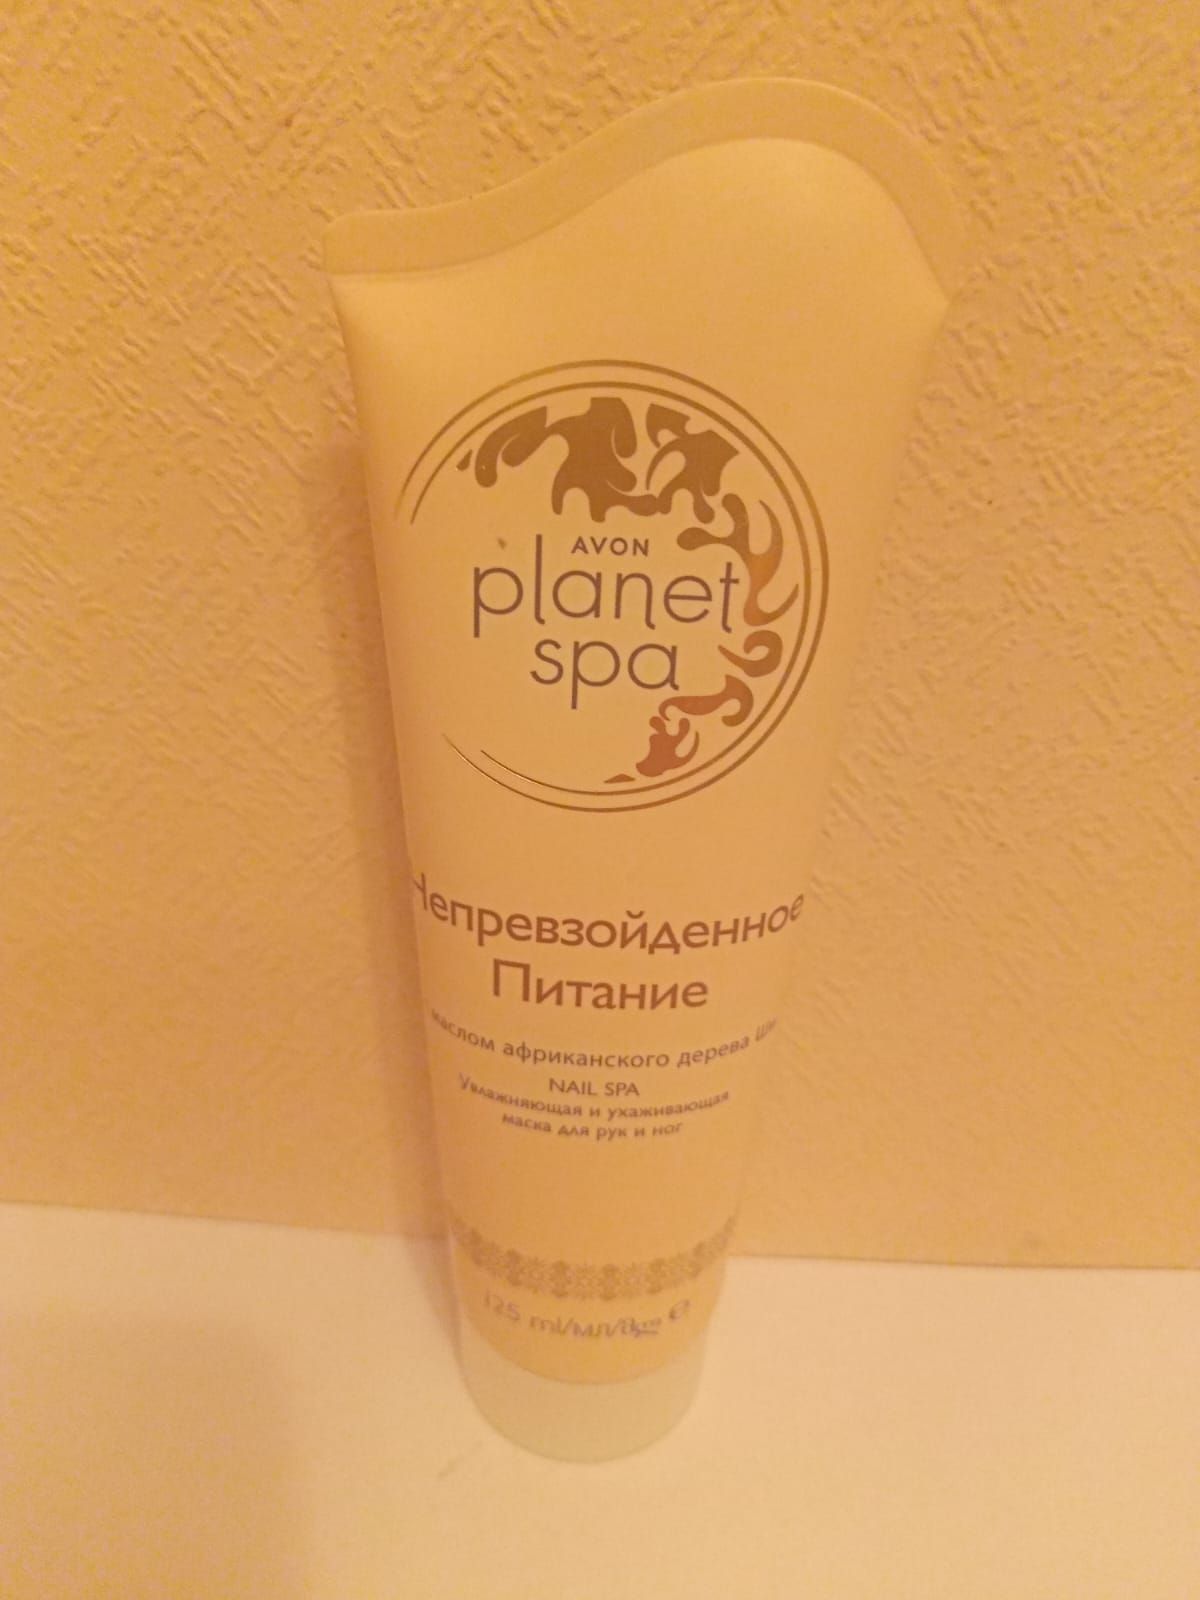 AVON
planet
spa
Непревзойденное
Питание
маслом африканского дерева Ши
NAIL SPA
Увлажняющая и ухаживающая
маска для рук и ног
125 ml/мл/ e